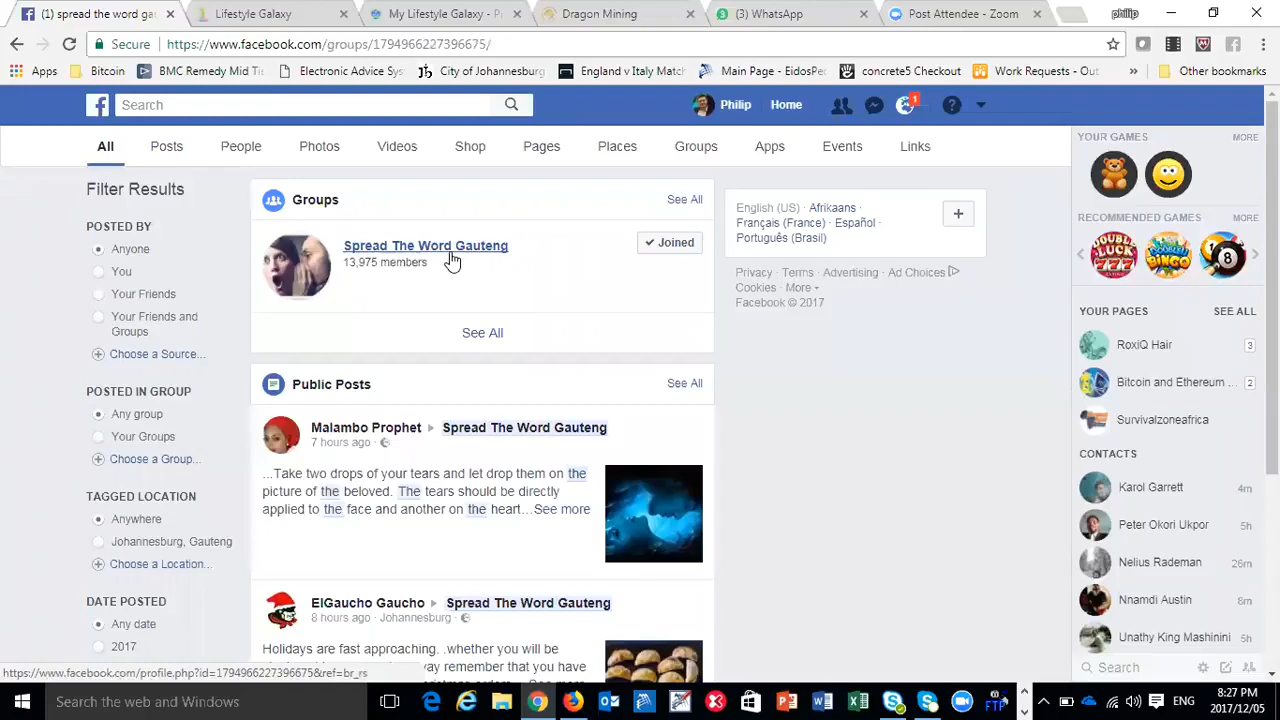 (1) spread the word ga
Lifestyle Galaxy
My Lifestyle Galaxy - P
Dragon Mining
(3) WhatsApp
Post Attendee - Zoom
philip
Secure
https://www.facebook.com/groups/1794966227396675/
Apps
Bitcoin
BMC Remedy Mid Ti
Electronic Advice Sys
City of Johannesburg
England v Italy Match
Main Page - EidosPed
concrete5 Checkout
Work Requests - Out
»
Other bookmarks
Search
Philip
Home
1
All
Posts
People
Photos
Videos
Shop
Pages
Places
Groups
Apps
Events
Links
Filter Results
POSTED BY
Anyone
You
Your Friends
Your Friends and
Groups
Choose a Source...
POSTED IN GROUP
Any group
Your Groups
Choose a Group...
TAGGED LOCATION
Anywhere
Johannesburg, Gauteng
Choose a Location...
DATE POSTED
Any date
2017
Groups
See All
Spread The Word Gauteng
13,975 members
Joined
See All
Public Posts
See All
Malambo Prophet ▸ Spread The Word Gauteng
7 hours ago ·
...Take two drops of your tears and let drop them on the
picture of the beloved. The tears should be directly
applied to the face and another on the heart...See more
ElGaucho Gaucho ▸ Spread The Word Gauteng
8 hours ago · Johannesburg ·
Holidays are fast approaching. ..whether you will be
way remember that you have
English (US) · Afrikaans ·
Français (France) · Español ·
Português (Brasil)
Privacy · Terms · Advertising · Ad Choices
Cookies · More
Facebook © 2017
YOUR GAMES
MORE
RECOMMENDED GAMES
MORE
DOUBLE LUCK 777
DOUBLE BINGO
8
YOUR PAGES
SEE ALL
RoxiQ Hair
3
Bitcoin and Ethereum ...
2
Survivalzoneafrica
CONTACTS
Karol Garrett
4m
Peter Okori Ukpor
5h
Nelius Rademan
26m
Nnamdi Austin
8m
Unathy King Mashinini
5h
Search
https://www.facebook.com/profile.php?id=1794966227396675&ref=br_rs
Search the web and Windows
FTP
ENG
8:27 PM
2017/12/05